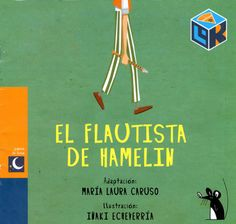 EL FLAUTISTA
DE HAMELIN
Adaptación:
MARÍA LAURA CARUSO
Ilustración:
IÑAKI ECHEVERRÍA